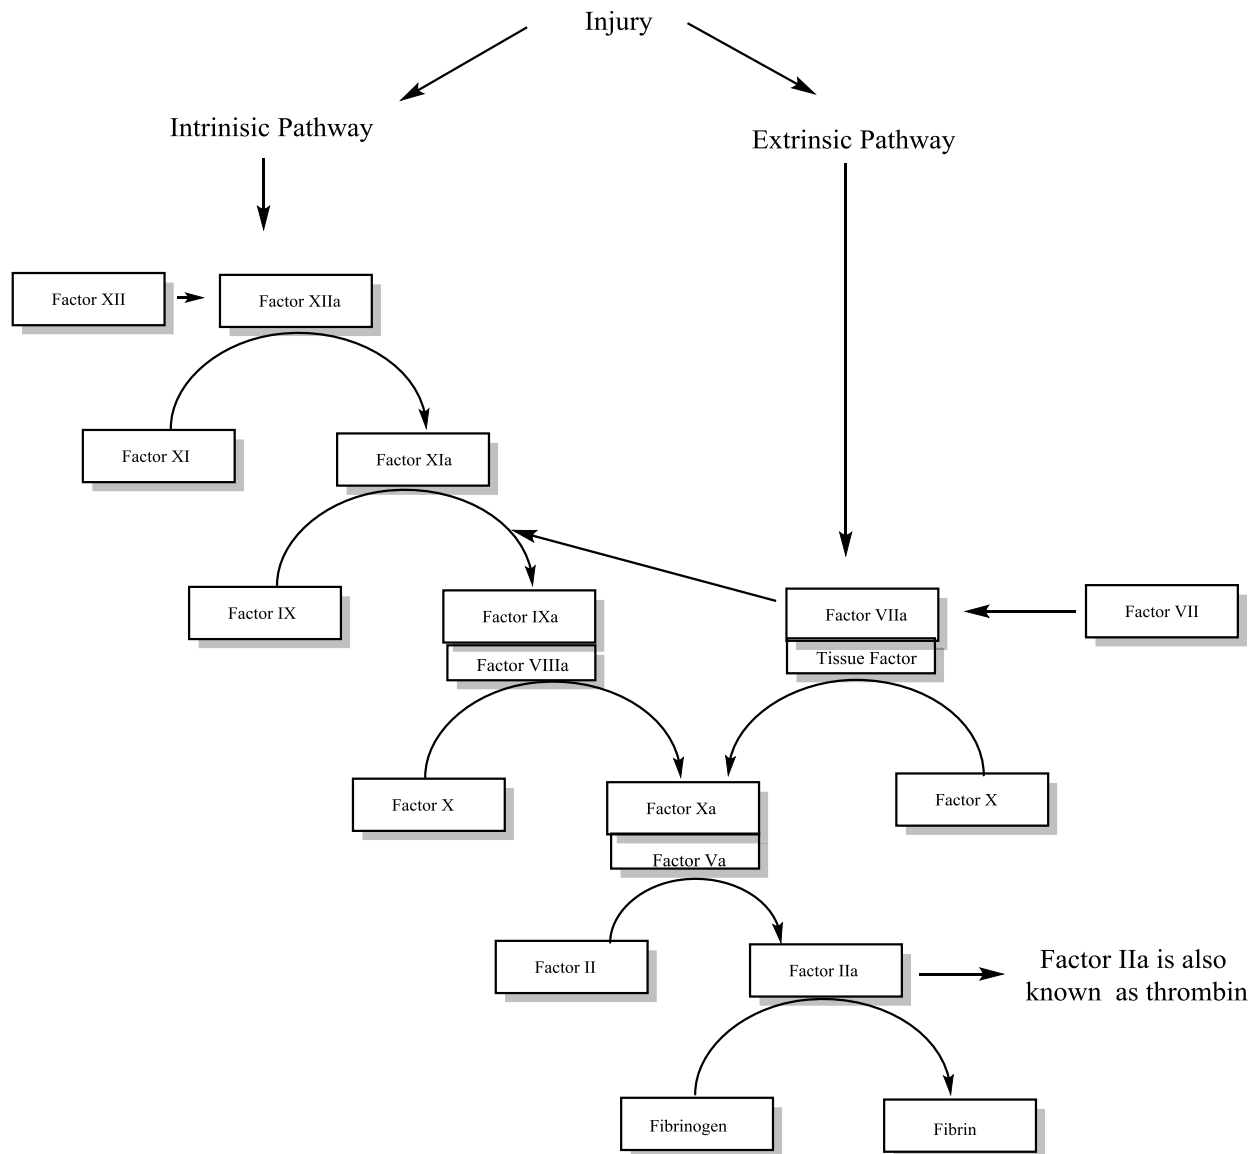 Injury
Intrinisic Pathway
Extrinsic Pathway
Factor XII
Factor XIIa
Factor XI
Factor XIa
Factor IX
Factor IXa
Factor VIIIa
Factor VIIa
Tissue Factor
Factor VII
Factor X
Factor Xa
Factor Va
Factor X
Factor II
Factor IIa
Factor IIa is also
known as thrombin
Fibrinogen
Fibrin